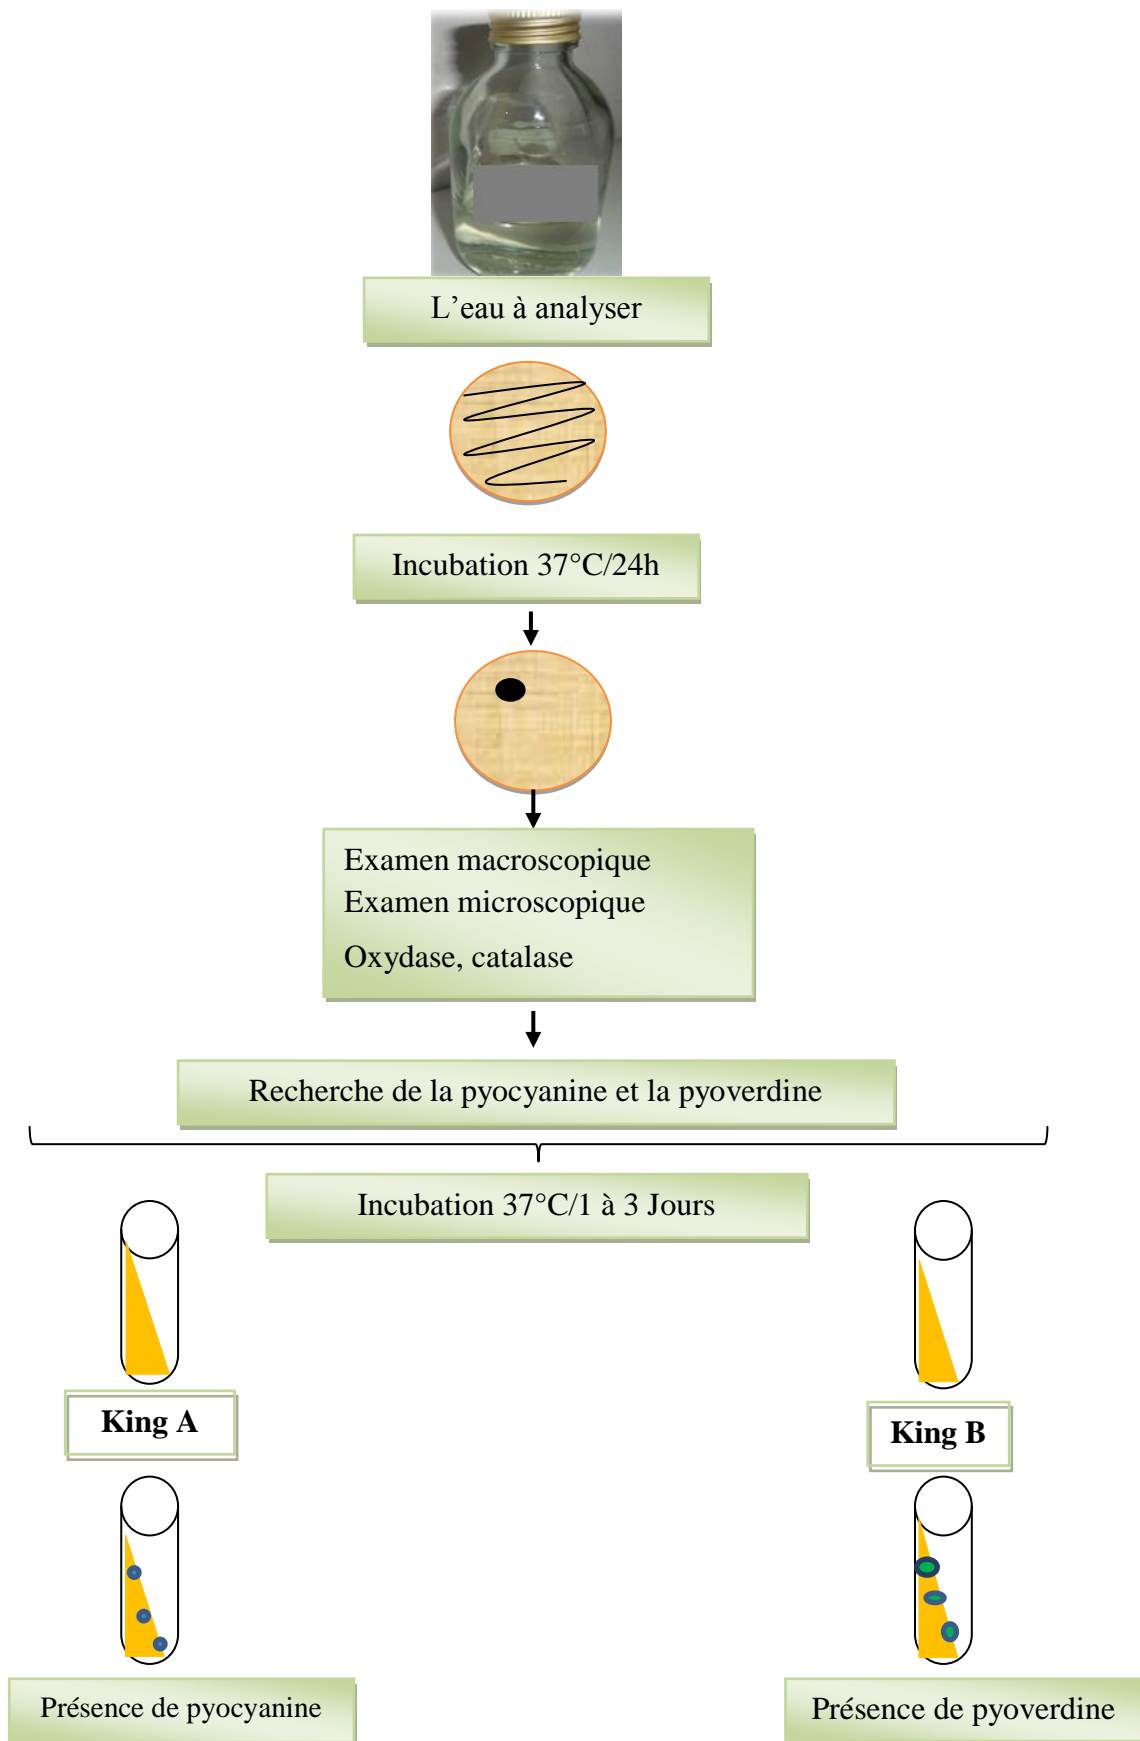 L’eau à analyser
Incubation 37°C/24h
Examen macroscopique
Examen microscopique
Oxydase, catalase
Recherche de la pyocyanine et la pyoverdine
Incubation 37°C/1 à 3 Jours
King A
King B
Présence de pyocyanine
Présence de pyoverdine